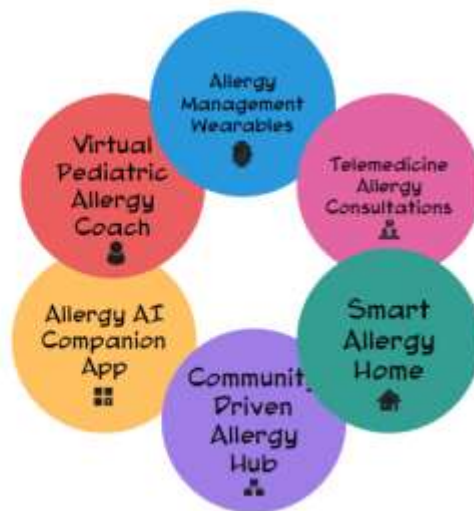 Allergy
Management
Wearables
Telemedicine
Allergy
Consultations
Smart
Allergy
Home
Community
Driven
Allergy
Hub
Allergy AI
Companion
App
Virtual
Pediatric
Allergy
Coach